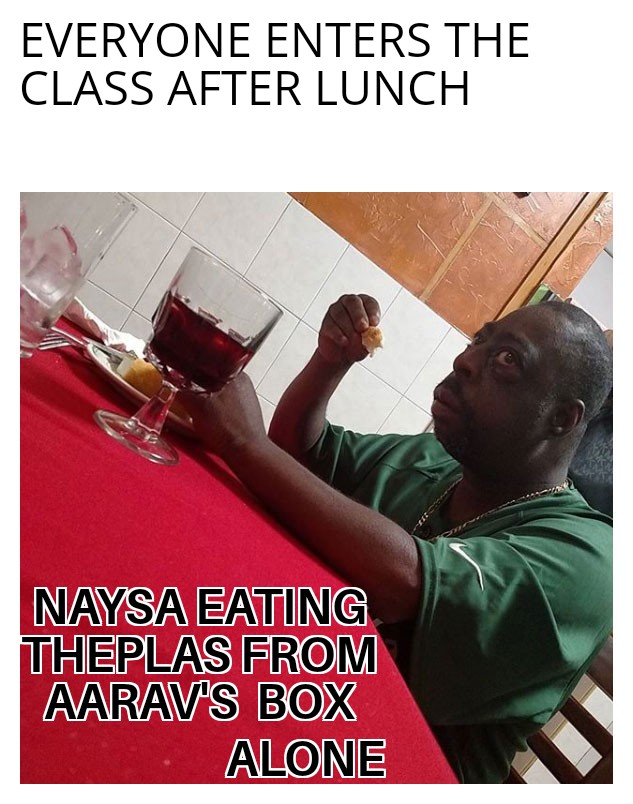 EVERYONE ENTERS THE
CLASS AFTER LUNCH
NAYSA EATING
THEPLAS FROM
AARAV'S BOX
ALONE